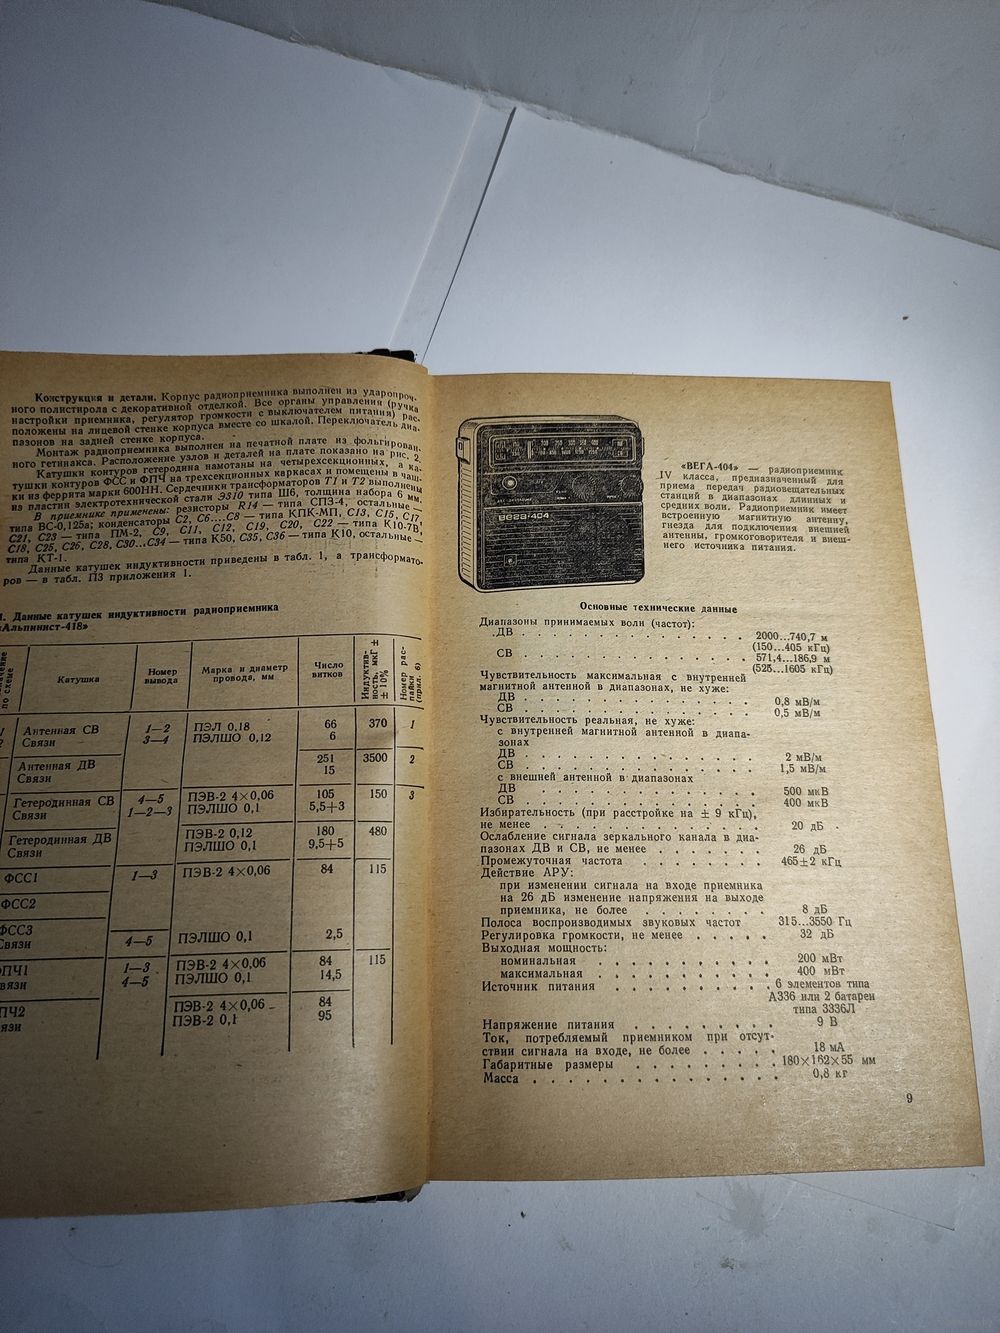 Конструкция и детали. Корпус радиоприемника выполнен из ударопроч-
ного полистирола с декоративной отделкой. Все органы управления (ручка
настройки приемника, регулятор громкости с выключателем питания) рас-
положены на лицевой стенке корпуса вместе со шкалой. Переключатель диа-
пазонов на задней стенке корпуса.
Монтаж радиоприемника выполнен на печатной плате из фольгирован-
ного гетинакса. Расположение узлов и деталей на плате показано на рис. 2.
Катушки контуров гетеродина намотаны на четырехсекционных, а ка-
тушки контуров ФСС и ФПЧ на трехсекционных каркасах и помещены в чаш-
ки из феррита марки 600НН. Сердечники трансформаторов Т1 и Т2 выполнены
из пластин электротехнической стали Э310 типа Ш6, толщина набора 6 мм.
В приемнике применены: резисторы R14 — типа СПЗ-4, остальные —
типа ВС-0,125а; конденсаторы С2, С6....С8 — типа КПК-МП, С13, С15, С17,
С21, С23 — типа ПМ-2, С9, С11, С12, С19, С20, С22 — типа К10-7В,
С18, С25, С26, С28, С30...С34 — типа К50, С35, С36 — типа К10, остальные —
типа КТ-1.
Данные катушек индуктивности приведены в табл. 1, а трансформато-
ров — в табл. П3 приложения 1.
1. Данные катушек индуктивности радиоприемника
«Альпинист-418»
по схеме
Катушка
Номер вывода
Марка и диаметр провода, мм
Число витков
Индуктив-ность, мкГ ± ± 10%
Номер рас-пайки (прил. 6)
Антенная СВ 1—2 ПЭЛ 0,18 66 370 1
Связи 3—4 ПЭЛШО 0,12 6
Антенная ДВ 251 3500 2
Связи 15
Гетеродинная СВ 4—5 ПЭВ-2 4×0,06 105 150 3
Связи 1—2—3 ПЭЛШО 0,1 5,5+3
Гетеродинная ДВ ПЭВ-2 0,12 180 480
Связи ПЭЛШО 0,1 9,5+5
ФСС1 1—3 ПЭВ-2 4×0,06 84 115
ФСС2
ФСС3
Связи 4—5 ПЭЛШО 0,1 2,5
ФПЧ1 1—3 ПЭВ-2 4×0,06 84 115
связи 4—5 ПЭЛШО 0,1 14,5
ПЧ2 ПЭВ-2 4×0,06 84
язи ПЭВ-2 0,1 95
ВЕГА-404
«ВЕГА-404» — радиоприемник
IV класса, предназначенный для
приема передач радиовещательных
станций в диапазонах длинных и
средних волн. Радиоприемник имеет
встроенную магнитную антенну,
гнезда для подключения внешней
антенны, громкоговорителя и внеш-
него источника питания.
Основные технические данные
Диапазоны принимаемых волн (частот):
ДВ . . . . . . . . . . . . . 2000...740,7 м
(150...405 кГц)
СВ . . . . . . . . . . . . . 571,4...186,9 м
(525...1605 кГц)
Чувствительность максимальная с внутренней
магнитной антенной в диапазонах, не хуже:
ДВ . . . . . . . . . . . . . 0,8 мВ/м
СВ . . . . . . . . . . . . . 0,5 мВ/м
Чувствительность реальная, не хуже:
с внутренней магнитной антенной в диапа-
зонах
ДВ . . . . . . . . . . . . . 2 мВ/м
СВ . . . . . . . . . . . . . 1,5 мВ/м
с внешней антенной в диапазонах
ДВ . . . . . . . . . . . . . 500 мкВ
СВ . . . . . . . . . . . . . 400 мкВ
Избирательность (при расстройке на ± 9 кГц),
не менее . . . . . . . . . . . . 20 дБ
Ослабление сигнала зеркального канала в диа-
пазонах ДВ и СВ, не менее . . . . . . 26 дБ
Промежуточная частота . . . . . . . 465±2 кГц
Действие АРУ:
при изменении сигнала на входе приемника
на 26 дБ изменение напряжения на выходе
приемника, не более . . . . . . . 8 дБ
Полоса воспроизводимых звуковых частот 315...3550 Гц
Регулировка громкости, не менее . . . . . 32 дБ
Выходная мощность:
номинальная . . . . . . . . . 200 мВт
максимальная . . . . . . . . . 400 мВт
Источник питания . . . . . . . . . 6 элементов типа
А336 или 2 батареи
типа 3336Л
Напряжение питания . . . . . . . . . 9 В
Ток, потребляемый приемником при отсут-
ствии сигнала на входе, не более . . . . . 18 мА
Габаритные размеры . . . . . . . . 180×162×55 мм
Масса . . . . . . . . . . . . . . 0,8 кг
9